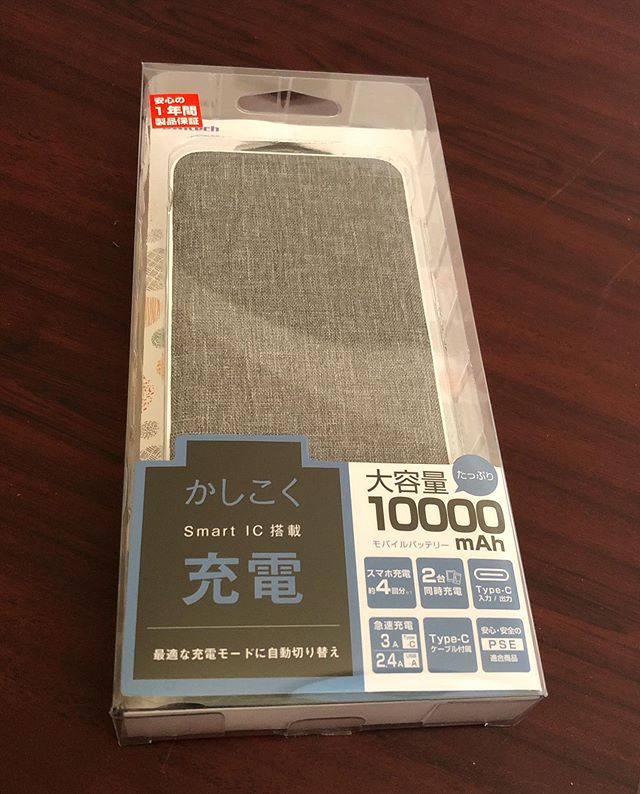 安心の
1年間
製品保証
かしこく
Smart IC 搭載
充電
最適な充電モードに自動切り替え
大容量
たっぷり
10000
mAh
モバイルバッテリー
スマホ充電
約4回分※1
2台
同時充電
Type-C
入力 / 出力
急速充電
3A Type C
2.4A USB A
Type-C
ケーブル付属
安心・安全の
PSE
適合商品